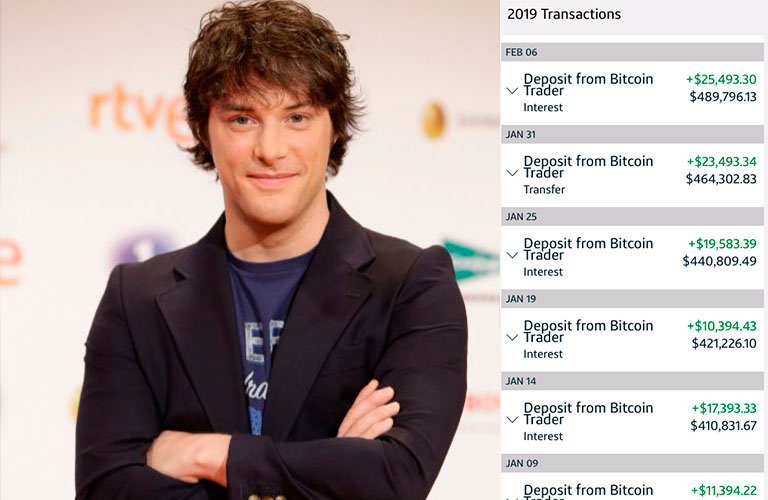 rtve
EE
2019 Transactions
FEB 06
Deposit from Bitcoin
Trader
Interest
+$25,493.30
$489,796.13
JAN 31
Deposit from Bitcoin
Trader
Transfer
+$23,493.34
$464,302.83
JAN 25
Deposit from Bitcoin
Trader
Interest
+$19,583.39
$440,809.49
JAN 19
Deposit from Bitcoin
Trader
Interest
+$10,394.43
$421,226.10
JAN 14
Deposit from Bitcoin
Trader
Interest
+$17,393.33
$410,831.67
JAN 09
Deposit from Bitcoin
Trader
+$11,394.22